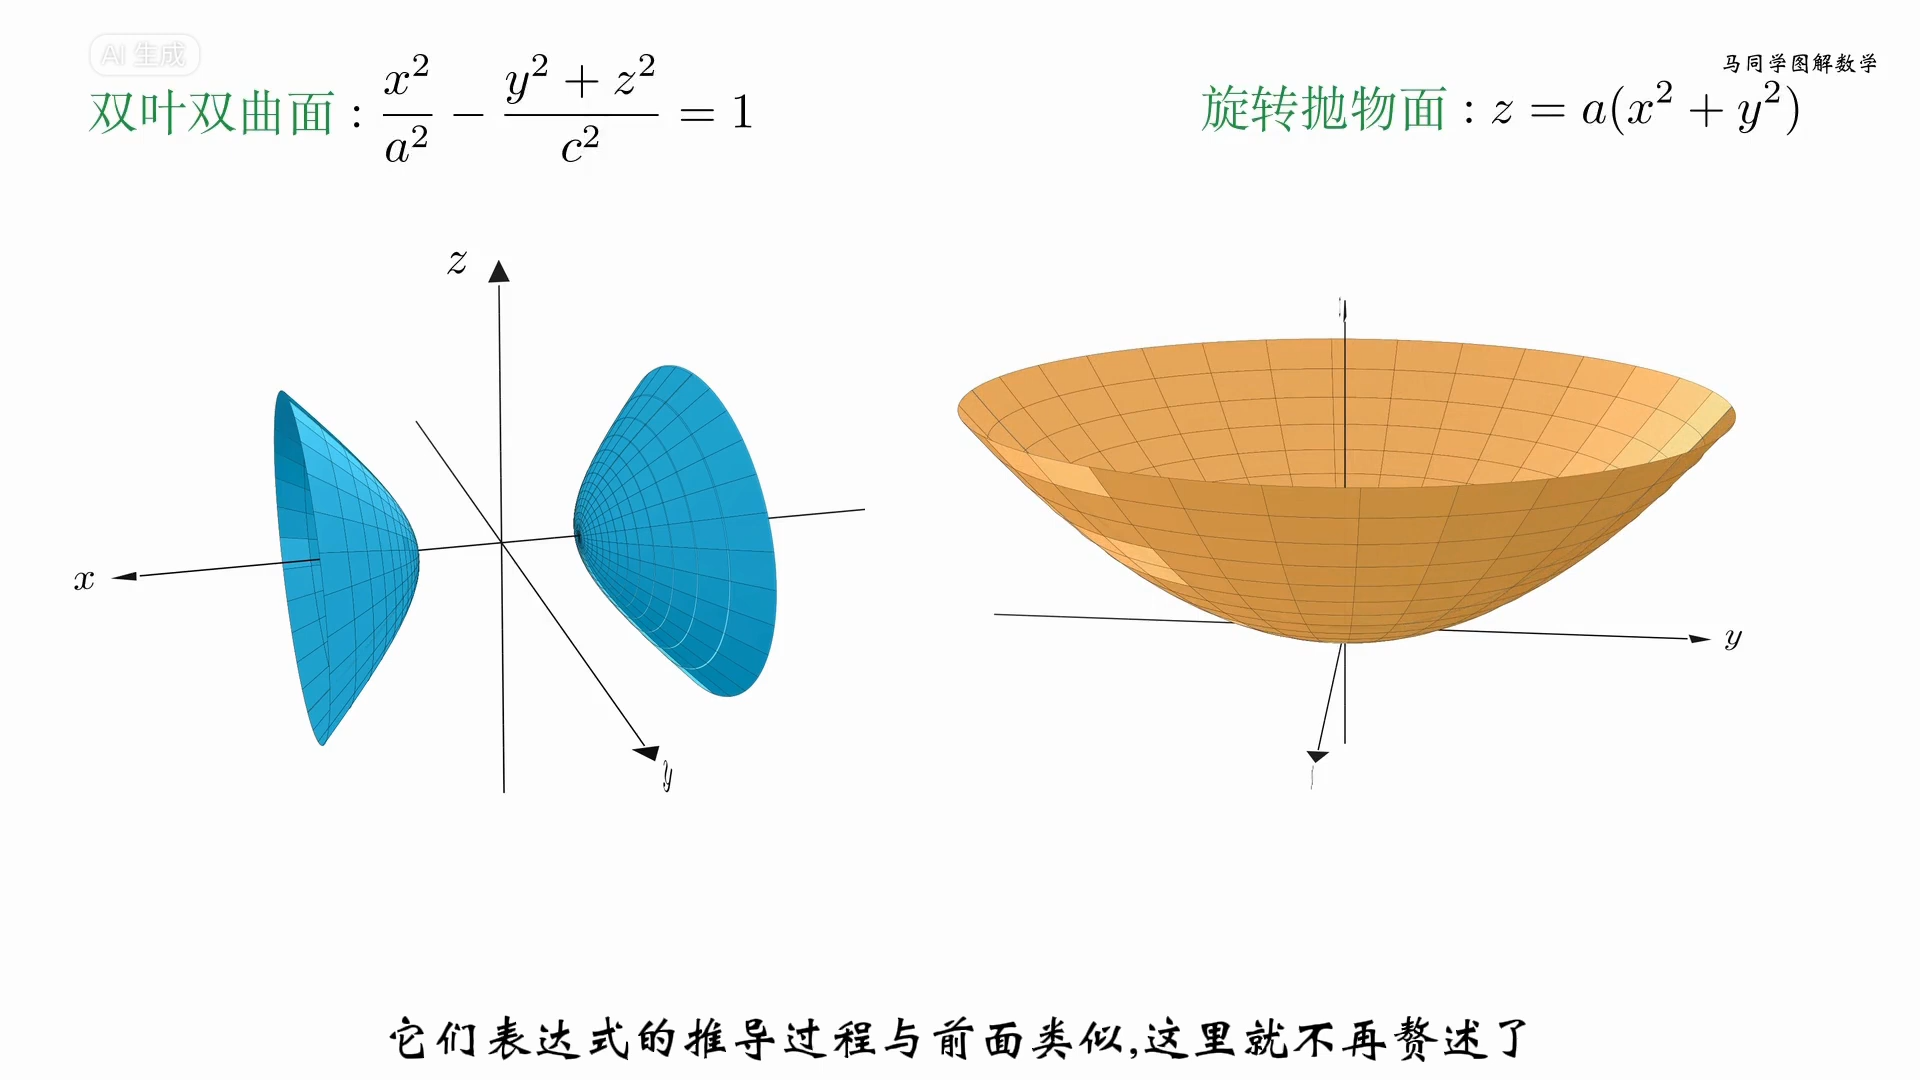 AI 生成
马同学图解数学
双叶双曲面 : x²/a² − (y² + z²)/c² = 1
旋转抛物面 : z = a(x² + y²)
z
x
y
y
它们表达式的推导过程与前面类似,这里就不再赘述了